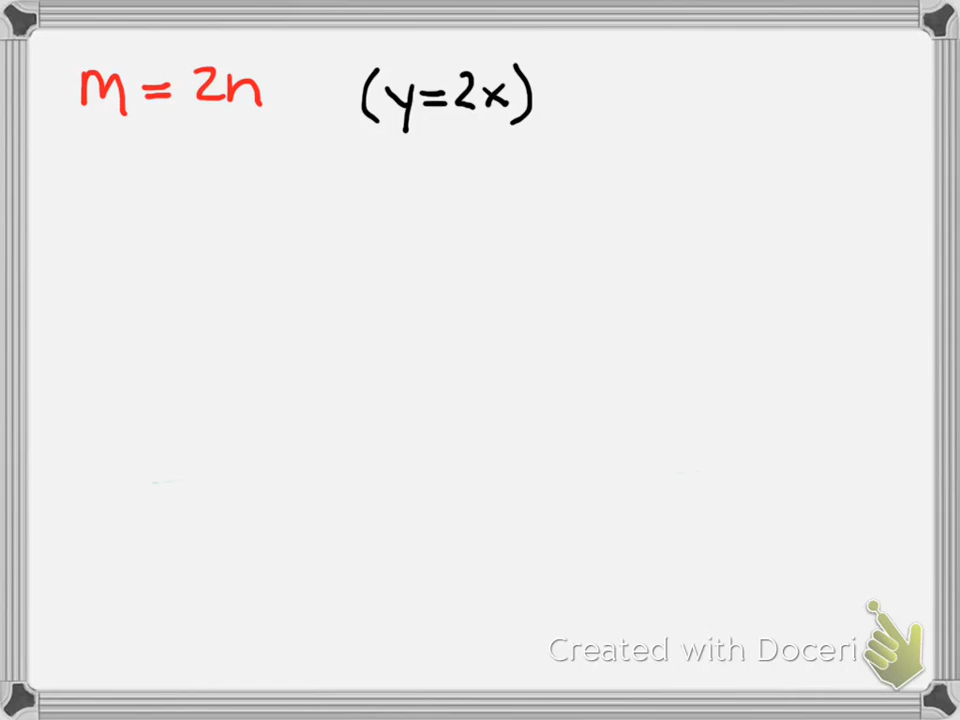 m = 2n (y=2x)
Created with Doceri